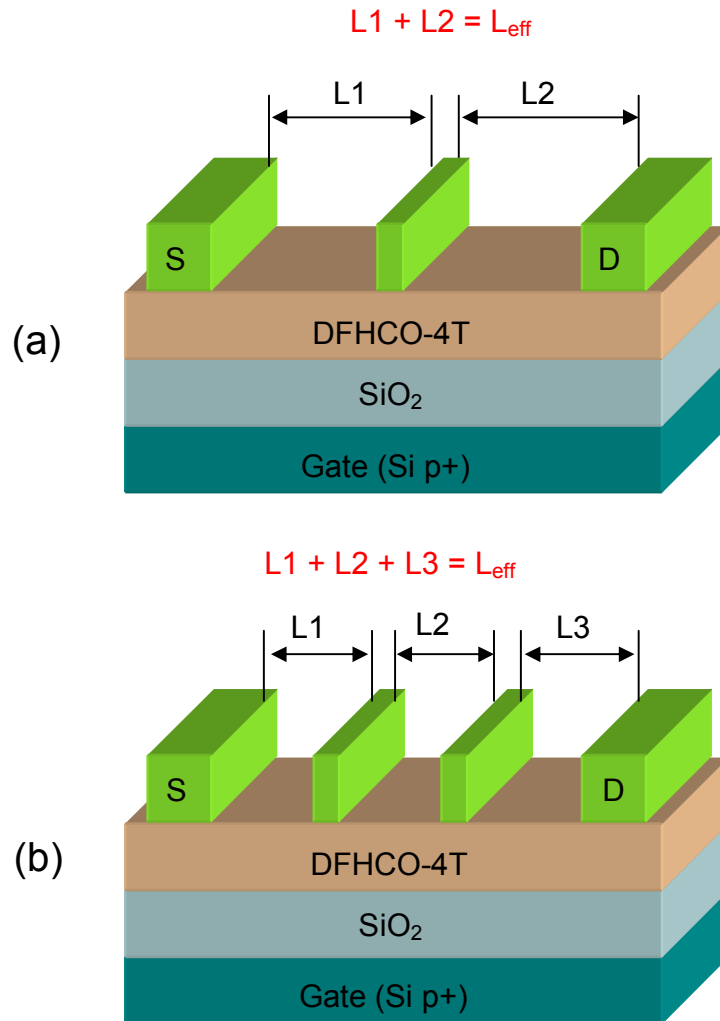 L1 + L2 = Leff
L1 L2
S D
(a)
DFHCO-4T
SiO₂
Gate (Si p+)
L1 + L2 + L3 = Leff
L1 L2 L3
S D
(b)
DFHCO-4T
SiO₂
Gate (Si p+)